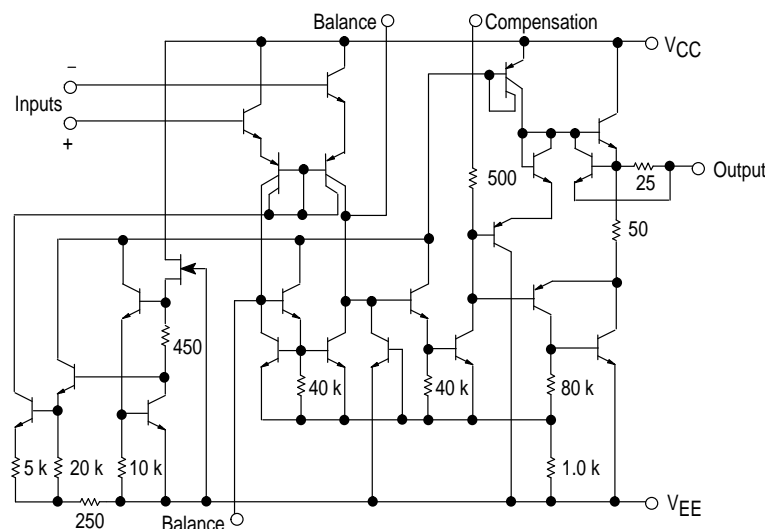 Balance
Compensation
VCC
−
Inputs
+
500
25
Output
50
450
40 k
40 k
80 k
5 k
20 k
10 k
1.0 k
250
Balance
VEE